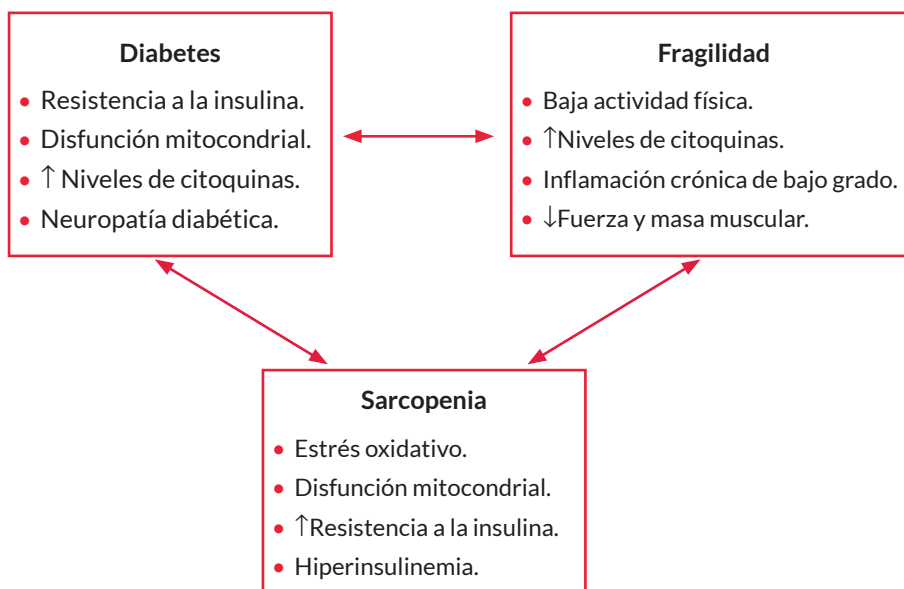 Diabetes
• Resistencia a la insulina.
• Disfunción mitocondrial.
• ↑ Niveles de citoquinas.
• Neuropatía diabética.
Fragilidad
• Baja actividad física.
• ↑Niveles de citoquinas.
• Inflamación crónica de bajo grado.
• ↓Fuerza y masa muscular.
Sarcopenia
• Estrés oxidativo.
• Disfunción mitocondrial.
• ↑Resistencia a la insulina.
• Hiperinsulinemia.